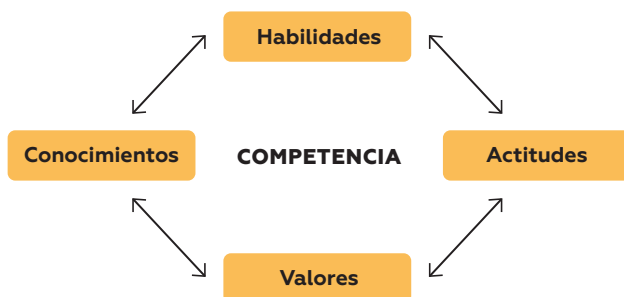 Habilidades
Conocimientos
COMPETENCIA
Actitudes
Valores